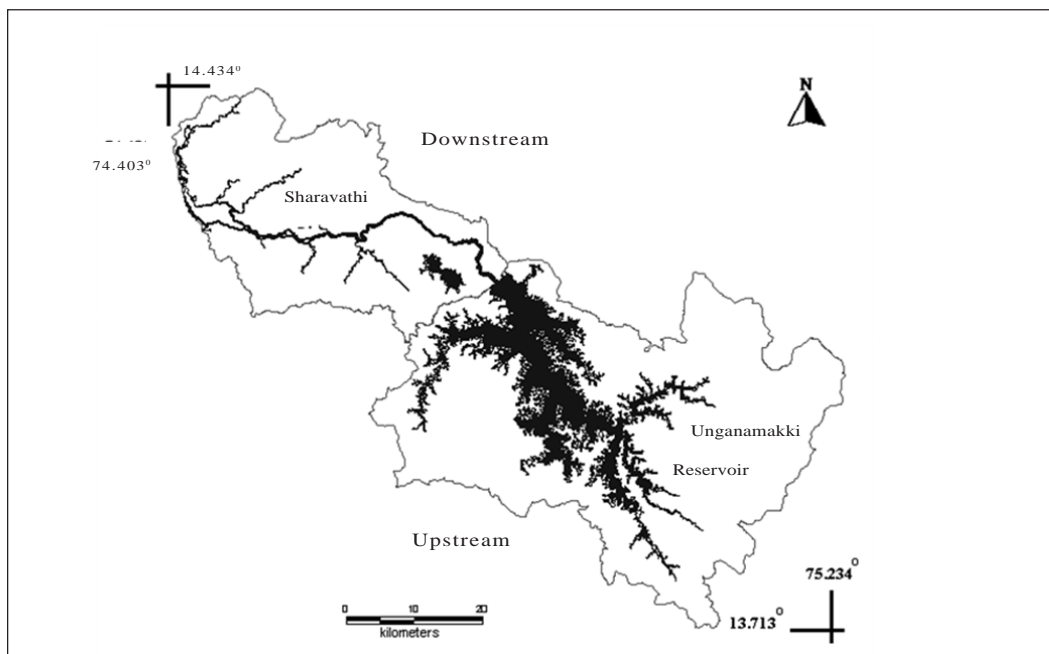 14.434⁰
N
Downstream
74.403⁰
Sharavathi
Unganamakki
Reservoir
Upstream
75.234⁰
13.713⁰
0 10 20
kilometers